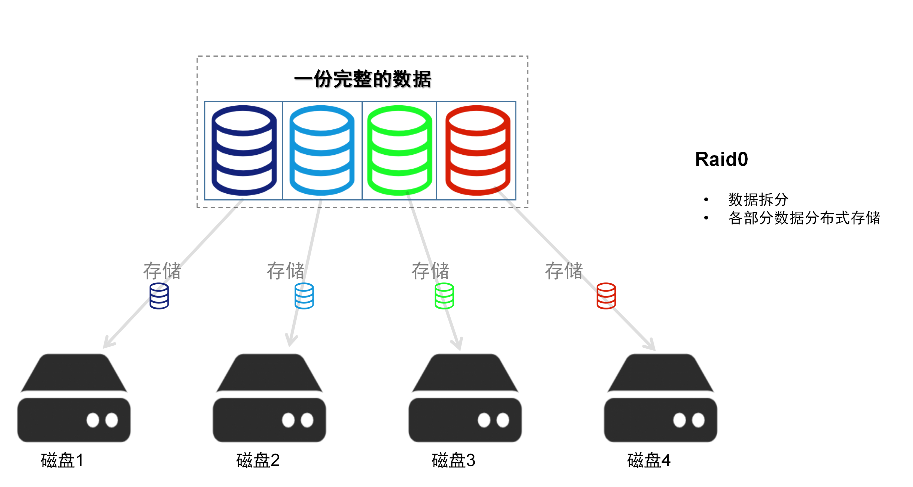 一份完整的数据
Raid0
• 数据拆分
• 各部分数据分布式存储
存储
存储
存储
存储
磁盘1
磁盘2
磁盘3
磁盘4